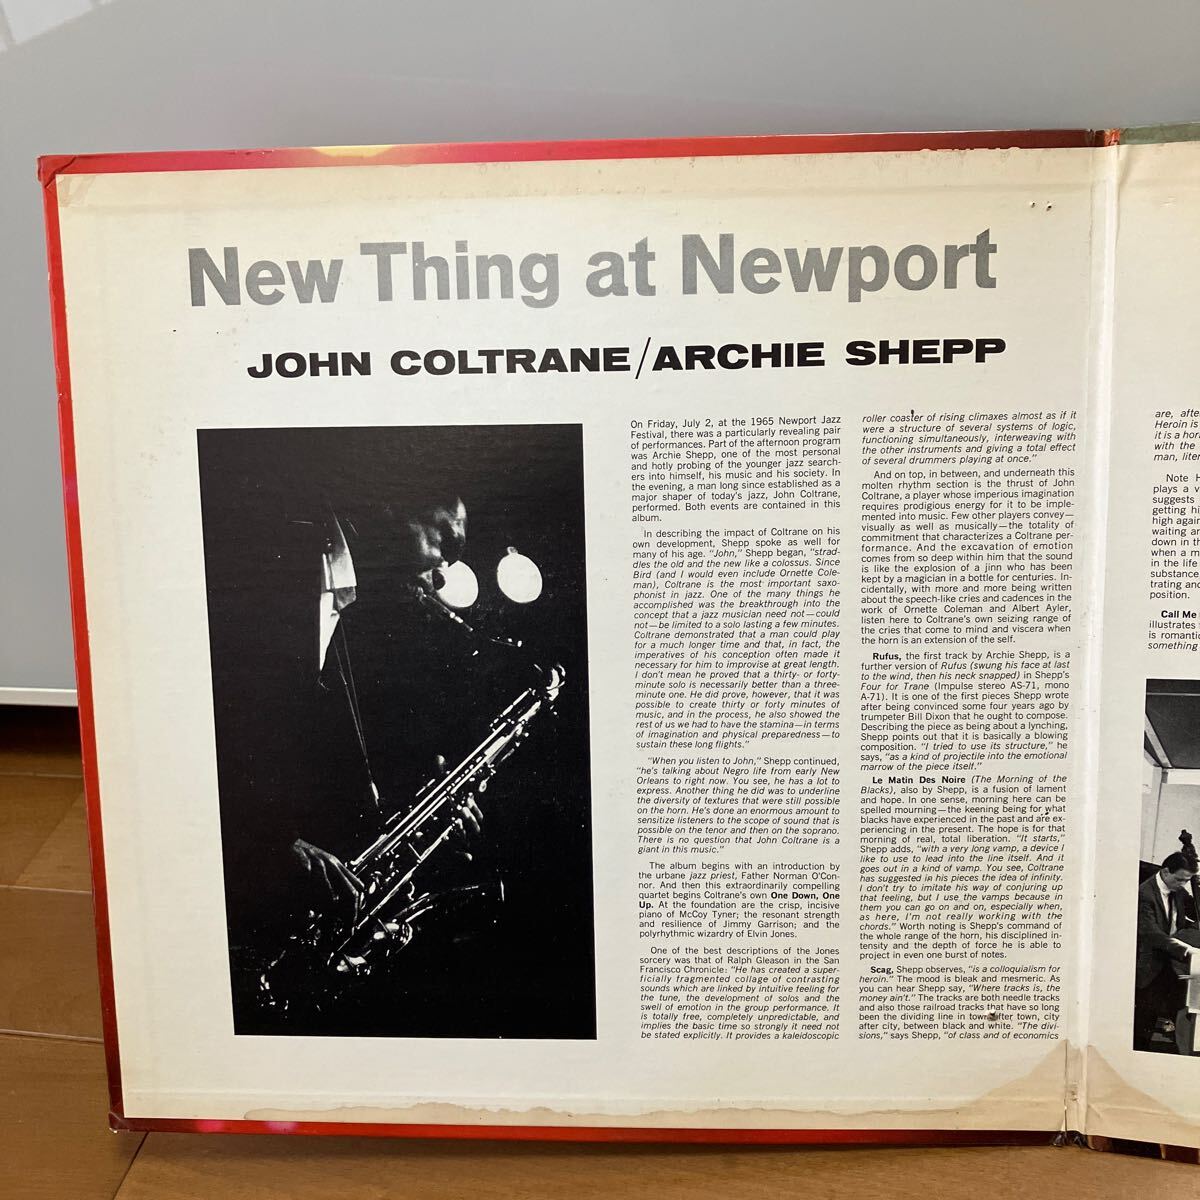 New Thing at Newport
JOHN COLTRANE/ARCHIE SHEPP
On Friday, July 2, at the 1965 Newport Jazz
Festival, there was a particularly revealing pair
of performances. Part of the afternoon program
was Archie Shepp, one of the most personal
and hotly probing of the younger jazz search-
ers into himself, his music and his society. In
the evening, a man long since established as a
major shaper of today's jazz, John Coltrane,
performed. Both events are contained in this
album.
In describing the impact of Coltrane on his
own development, Shepp spoke as well for
many of his age. "John," Shepp began, "strad-
dles the old and the new like a colossus. Since
Bird (and I would even include Ornette Cole-
man), Coltrane is the most important saxo-
phonist in jazz. One of the many things he
accomplished was the breakthrough into the
concept that a jazz musician need not—could
not—be limited to a solo lasting a few minutes.
Coltrane demonstrated that a man could play
for a much longer time and that, in fact, the
imperatives of his conception often made it
necessary for him to improvise at great length.
I don't mean he proved that a thirty- or forty-
minute solo is necessarily better than a three-
minute one. He did prove, however, that it was
possible to create thirty or forty minutes of
music, and in the process, he also showed the
rest of us we had to have the stamina—in terms
of imagination and physical preparedness—to
sustain these long flights."
"When you listen to John," Shepp continued,
"he's talking about Negro life from early New
Orleans to right now. You see, he has a lot to
express. Another thing he did was to underline
the diversity of textures that were still possible
on the horn. He's done an enormous amount to
sensitize listeners to the scope of sound that is
possible on the tenor and then on the soprano.
There is no question that John Coltrane is a
giant in this music."
The album begins with an introduction by
the urbane jazz priest, Father Norman O'Con-
nor. And then this extraordinarily compelling
quartet begins Coltrane's own One Down, One
Up. At the foundation are the crisp, incisive
piano of McCoy Tyner; the resonant strength
and resilience of Jimmy Garrison; and the
polyrhythmic wizardry of Elvin Jones.
One of the best descriptions of the Jones
sorcery was that of Ralph Gleason in the San
Francisco Chronicle: "He has created a super-
ficially fragmented collage of contrasting
sounds which are linked by intuitive feeling for
the tune, the development of solos and the
swell of emotion in the group performance. It
is totally free, completely unpredictable, and
implies the basic time so strongly it need not
be stated explicitly. It provides a kaleidoscopic
roller coaster of rising climaxes almost as if it
were a structure of several systems of logic,
functioning simultaneously, interweaving with
the other instruments and giving a total effect
of several drummers playing at once."
And on top, in between, and underneath this
molten rhythm section is the thrust of John
Coltrane, a player whose imperious imagination
requires prodigious energy for it to be imple-
mented into music. Few other players convey—
visually as well as musically—the totality of
commitment that characterizes a Coltrane per-
formance. And the excavation of emotion
comes from so deep within him that the sound
is like the explosion of a jinn who has been
kept by a magician in a bottle for centuries. In-
cidentally, with more and more being written
about the speech-like cries and cadences in the
work of Ornette Coleman and Albert Ayler,
listen here to Coltrane's own seizing range of
the cries that come to mind and viscera when
the horn is an extension of the self.
Rufus, the first track by Archie Shepp, is a
further version of Rufus (swung his face at last
to the wind, then his neck snapped) in Shepp's
Four for Trane (Impulse stereo AS-71, mono
A-71). It is one of the first pieces Shepp wrote
after being convinced some four years ago by
trumpeter Bill Dixon that he ought to compose.
Describing the piece as being about a lynching,
Shepp points out that it is basically a blowing
composition. "I tried to use its structure," he
says, "as a kind of projectile into the emotional
marrow of the piece itself."
Le Matin Des Noire (The Morning of the
Blacks), also by Shepp, is a fusion of lament
and hope. In one sense, morning here can be
spelled mourning—the keening being for what
blacks have experienced in the past and are ex-
periencing in the present. The hope is for that
morning of real, total liberation. "It starts,"
Shepp adds, "with a very long vamp, a device I
like to use to lead into the line itself. And it
goes out in a kind of vamp. You see, Coltrane
has suggested in his pieces the idea of infinity.
I don't try to imitate his way of conjuring up
that feeling, but I use the vamps because in
them you can go on and on, especially when,
as here, I'm not really working with the
chords." Worth noting is Shepp's command of
the whole range of the horn, his disciplined in-
tensity and the depth of force he is able to
project in even one burst of notes.
Scag, Shepp observes, "is a colloquialism for
heroin." The mood is bleak and mesmeric. As
you can hear Shepp say, "Where tracks is, the
money ain't." The tracks are both needle tracks
and also those railroad tracks that have so long
been the dividing line in town after town, city
after city, between black and white. "The divi-
sions," says Shepp, "of class and of economics
are, afte
Heroin is
it is a hor
with the
man, liter
Note H
plays a v
suggests
getting hi
high agai
waiting ar
down in th
when a m
in the life
substance
trating and
position.
Call Me
illustrates
is romanti
something